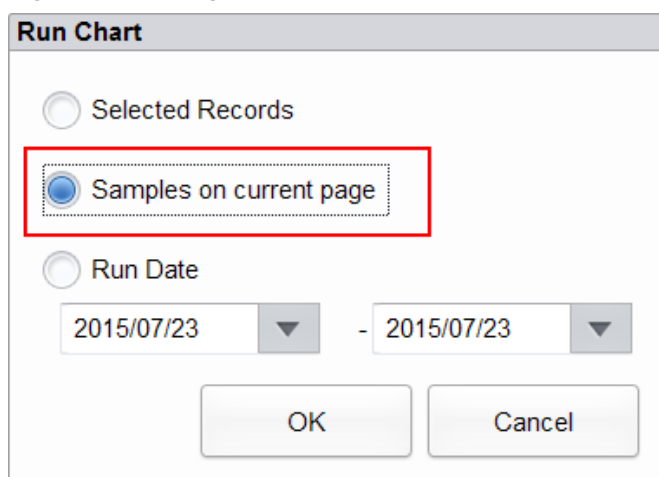 Run Chart
Selected Records
Samples on current page
Run Date
2015/07/23 - 2015/07/23
OK Cancel